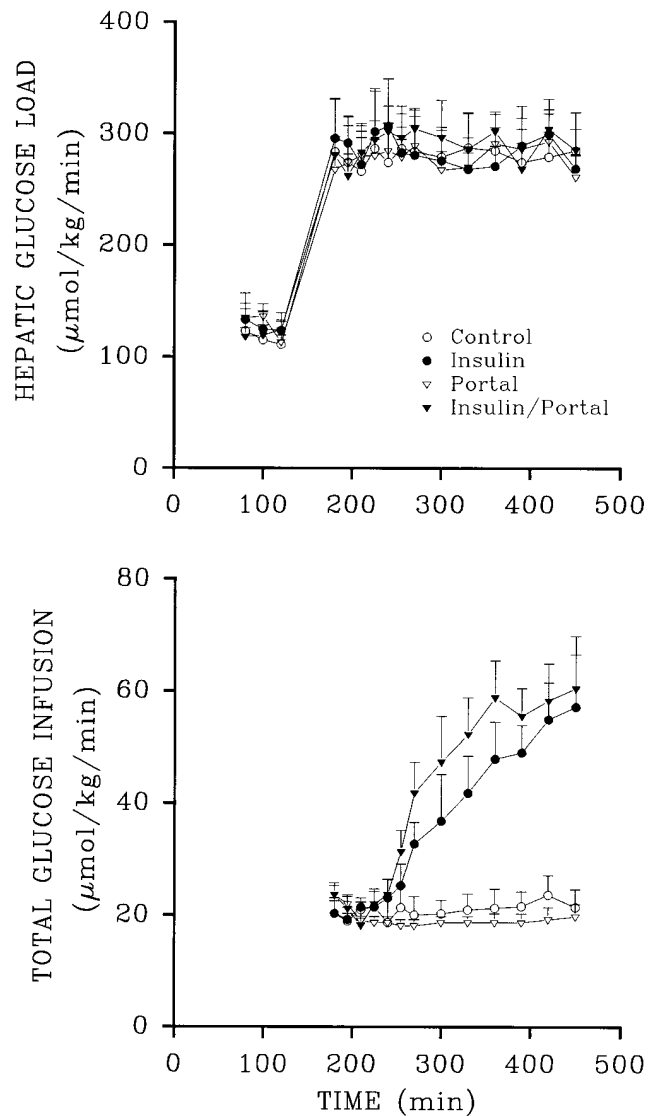 HEPATIC GLUCOSE LOAD
(μmol/kg/min)
400
300
200
100
0
Control
Insulin
Portal
Insulin/Portal
0 100 200 300 400 500
TOTAL GLUCOSE INFUSION
(μmol/kg/min)
80
60
40
20
0
0 100 200 300 400 500
TIME (min)